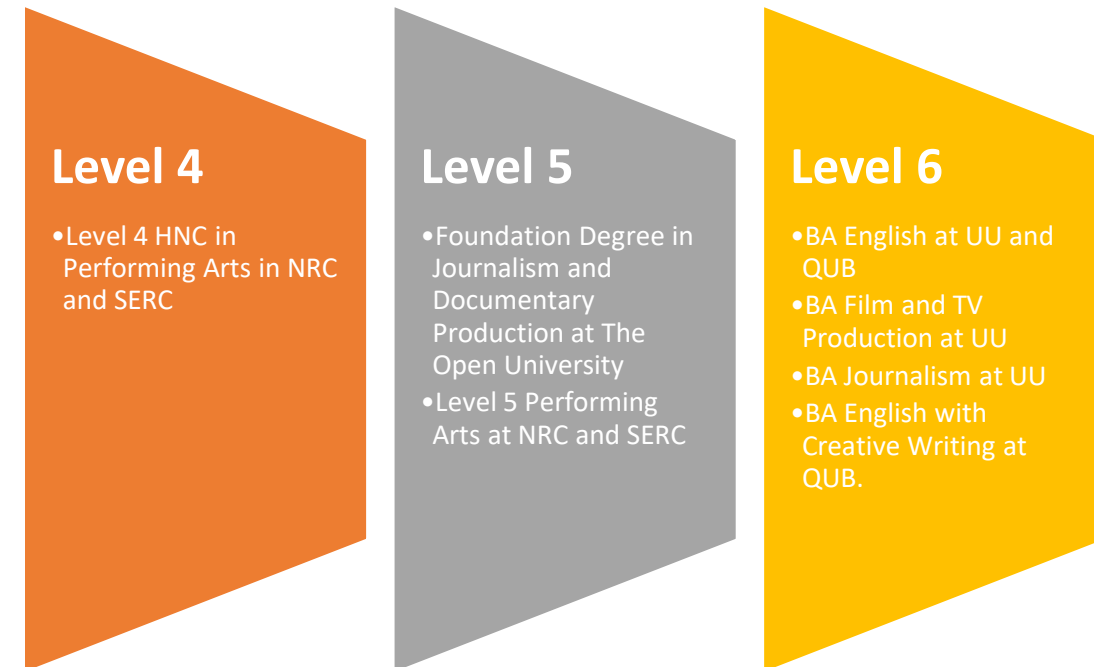 Level 4
•Level 4 HNC in
Performing Arts in NRC
and SERC
Level 5
•Foundation Degree in
Journalism and
Documentary
Production at The
Open University
•Level 5 Performing
Arts at NRC and SERC
Level 6
•BA English at UU and
QUB
•BA Film and TV
Production at UU
•BA Journalism at UU
•BA English with
Creative Writing at
QUB.